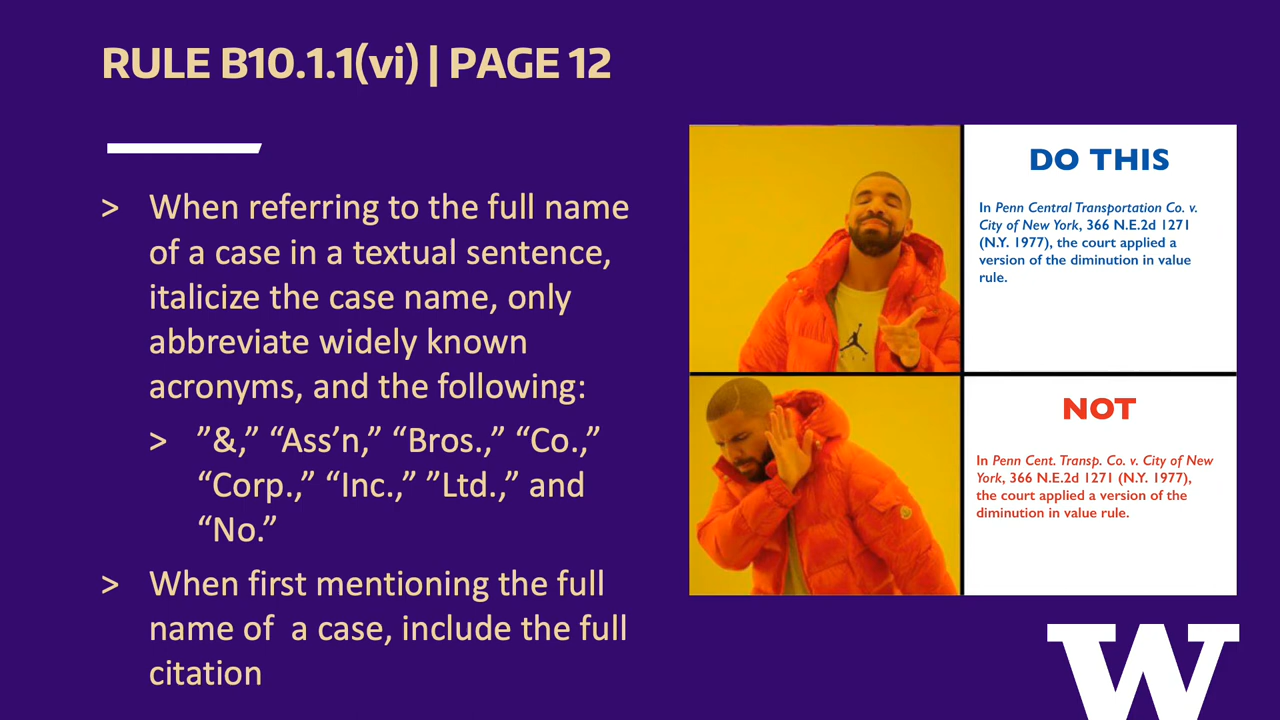 RULE B10.1.1(vi) | PAGE 12
> When referring to the full name
of a case in a textual sentence,
italicize the case name, only
abbreviate widely known
acronyms, and the following:
> ”&,” “Ass’n,” “Bros.,” “Co.,”
“Corp.,” “Inc.,” ”Ltd.,” and
“No.”
> When first mentioning the full
name of  a case, include the full
citation
DO THIS
In Penn Central Transportation Co. v.
City of New York, 366 N.E.2d 1271
(N.Y. 1977), the court applied a
version of the diminution in value
rule.
NOT
In Penn Cent. Transp. Co. v. City of New
York, 366 N.E.2d 1271 (N.Y. 1977),
the court applied a version of the
diminution in value rule.
W